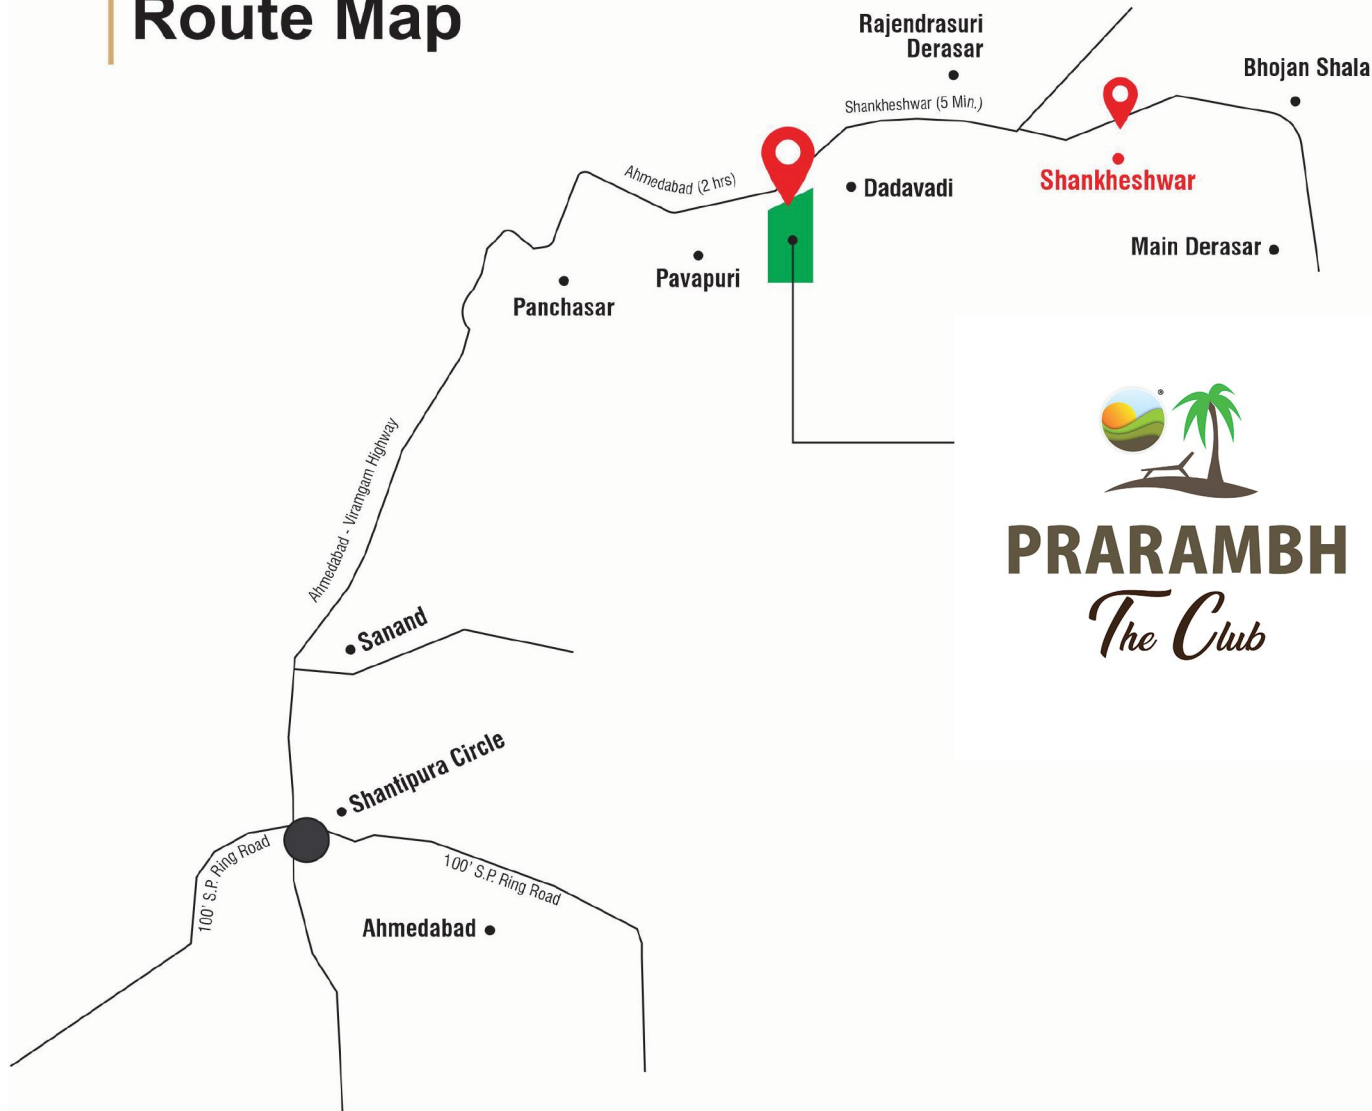 Route Map
Rajendrasuri
Derasar
Bhojan Shala
Shankheshwar (5 Min.)
Ahmedabad (2 hrs)
Dadavadi
Shankheshwar
Main Derasar
Pavapuri
Panchasar
®
Ahmedabad - Viramgam Highway
PRARAMBH
The Club
Sanand
Shantipura Circle
100' S.P. Ring Road
100' S.P. Ring Road
Ahmedabad